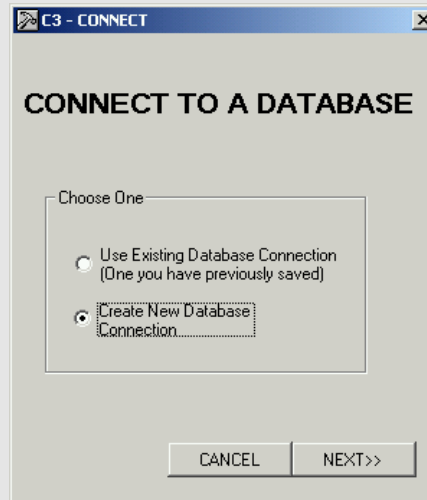 C3 - CONNECT
CONNECT TO A DATABASE
Choose One
Use Existing Database Connection
(One you have previously saved)
Create New Database
Connection
CANCEL
NEXT>>